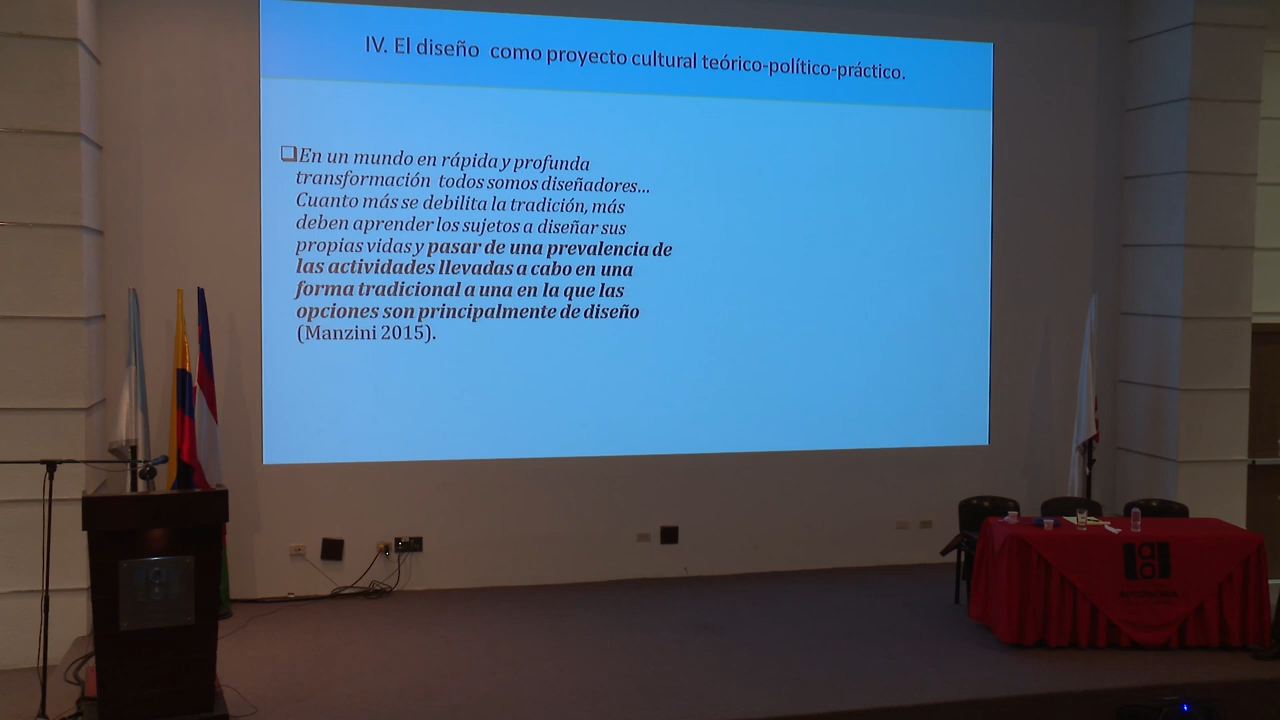 IV. El diseño como proyecto cultural teórico-político-práctico.
❑En un mundo en rápida y profunda
transformación todos somos diseñadores...
Cuanto más se debilita la tradición, más
deben aprender los sujetos a diseñar sus
propias vidas y pasar de una prevalencia de
las actividades llevadas a cabo en una
forma tradicional a una en la que las
opciones son principalmente de diseño
(Manzini 2015).